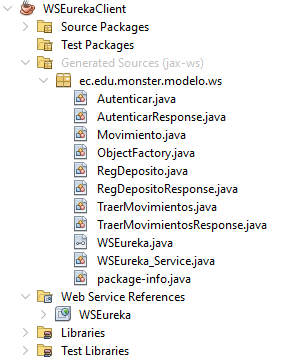 WSEurekaClient
Source Packages
Test Packages
Generated Sources (jax-ws)
ec.edu.monster.modelo.ws
Autenticar.java
AutenticarResponse.java
Movimiento.java
ObjectFactory.java
RegDeposito.java
RegDepositoResponse.java
TraerMovimientos.java
TraerMovimientosResponse.java
WSEureka.java
WSEureka_Service.java
package-info.java
Web Service References
WSEureka
Libraries
Test Libraries